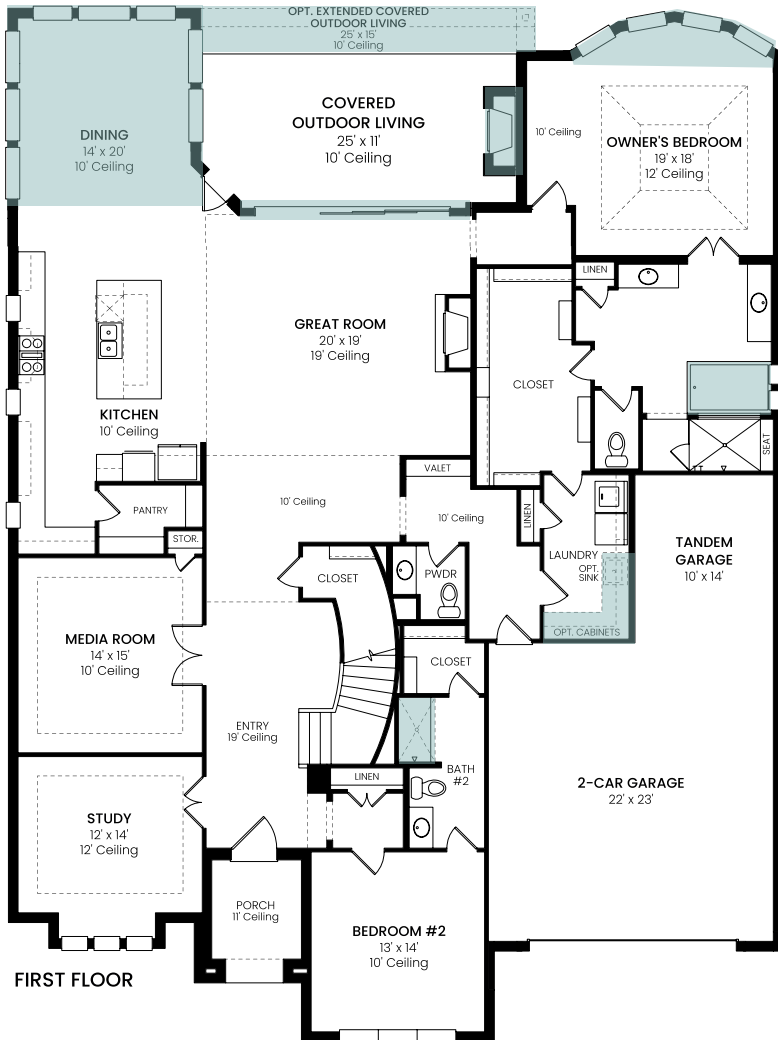 OPT. EXTENDED COVERED
OUTDOOR LIVING
25' x 15'
10' Ceiling
DINING
14' x 20'
10' Ceiling
COVERED
OUTDOOR LIVING
25' x 11'
10' Ceiling
10' Ceiling
OWNER'S BEDROOM
19' x 18'
12' Ceiling
LINEN
GREAT ROOM
20' x 19'
19' Ceiling
CLOSET
KITCHEN
10' Ceiling
SEAT
VALET
PANTRY
10' Ceiling
10' Ceiling
LINEN
STOR.
TANDEM
GARAGE
10' x 14'
LAUNDRY
OPT.
SINK
CLOSET
PWDR
MEDIA ROOM
14' x 15'
10' Ceiling
OPT. CABINETS
CLOSET
ENTRY
19' Ceiling
BATH
#2
LINEN
2-CAR GARAGE
22' x 23'
STUDY
12' x 14'
12' Ceiling
PORCH
11' Ceiling
BEDROOM #2
13' x 14'
10' Ceiling
FIRST FLOOR